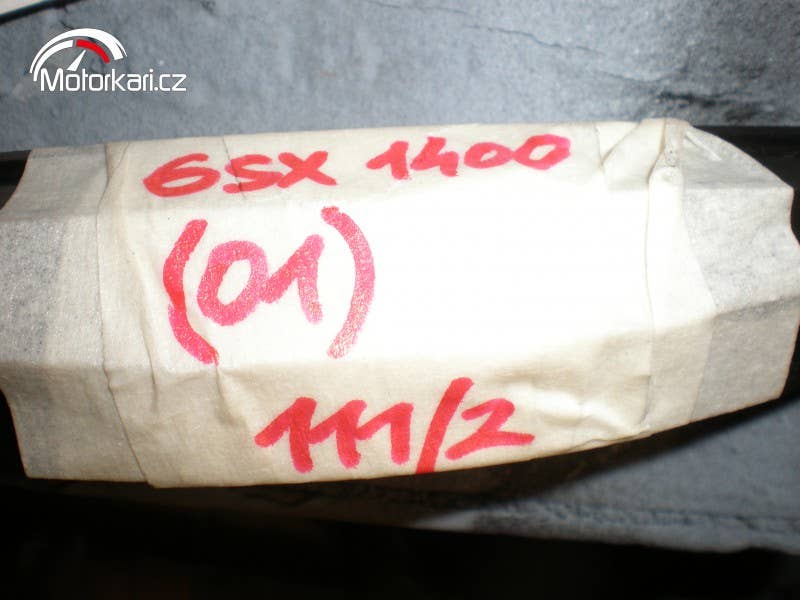 Motorkari.cz
GSX 1400
(01)
111/2